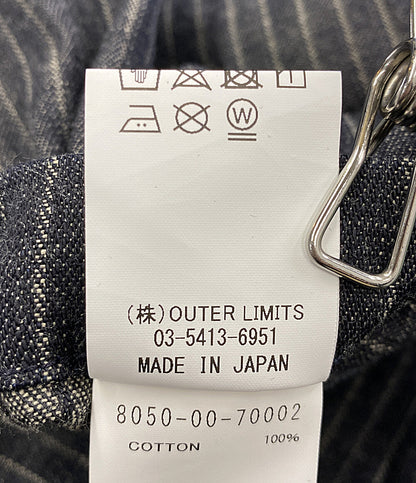 W
(株)OUTER LIMITS
03-5413-6951
MADE IN JAPAN
8050-00-70002
COTTON 100%